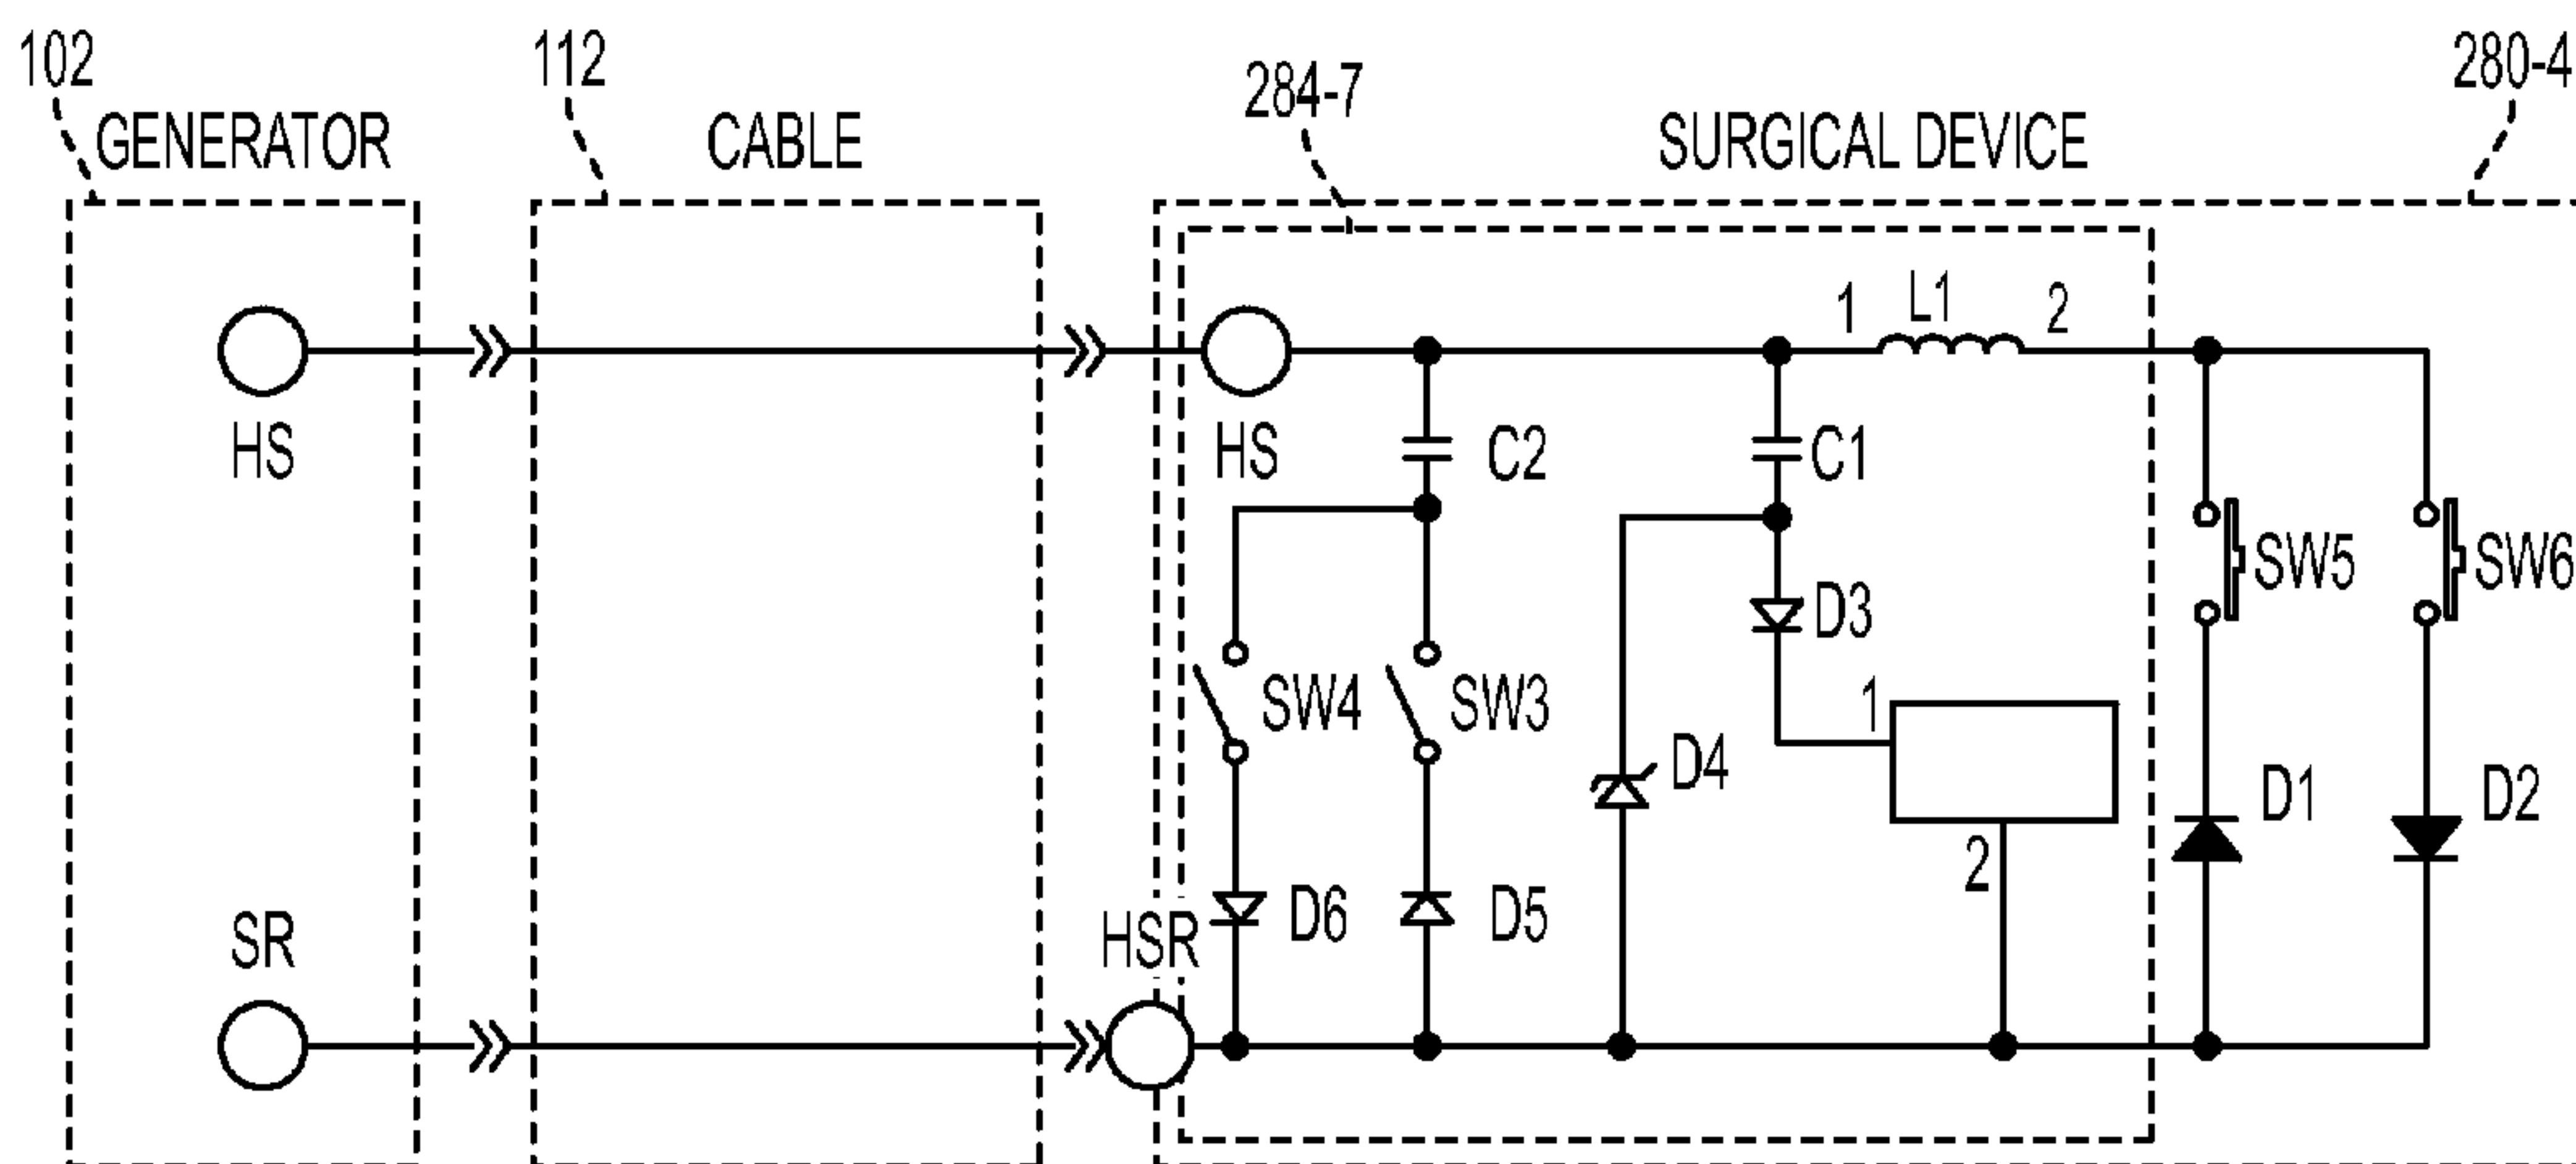 102
112
284-7
280-4
GENERATOR
CABLE
SURGICAL DEVICE
1
L1
2
HS
HS
C2
C1
SW5
SW6
D3
SW4
SW3
1
D4
D1
D2
2
SR
HSR
D6
D5